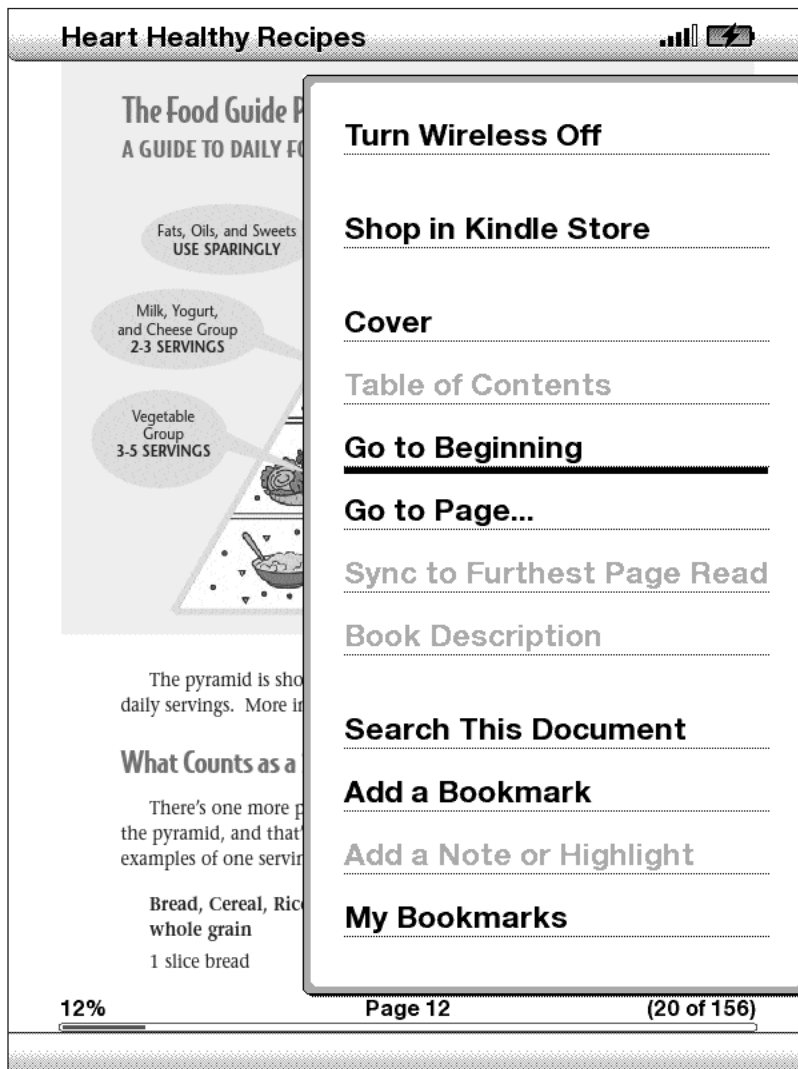 Heart Healthy Recipes
The Food Guide P
A GUIDE TO DAILY FO
Fats, Oils, and Sweets
USE SPARINGLY
Milk, Yogurt,
and Cheese Group
2-3 SERVINGS
Vegetable
Group
3-5 SERVINGS
The pyramid is sho
daily servings. More in
What Counts as a
There's one more p
the pyramid, and that'
examples of one servin
Bread, Cereal, Rice
whole grain
1 slice bread
Turn Wireless Off
Shop in Kindle Store
Cover
Table of Contents
Go to Beginning
Go to Page...
Sync to Furthest Page Read
Book Description
Search This Document
Add a Bookmark
Add a Note or Highlight
My Bookmarks
12%
Page 12
(20 of 156)